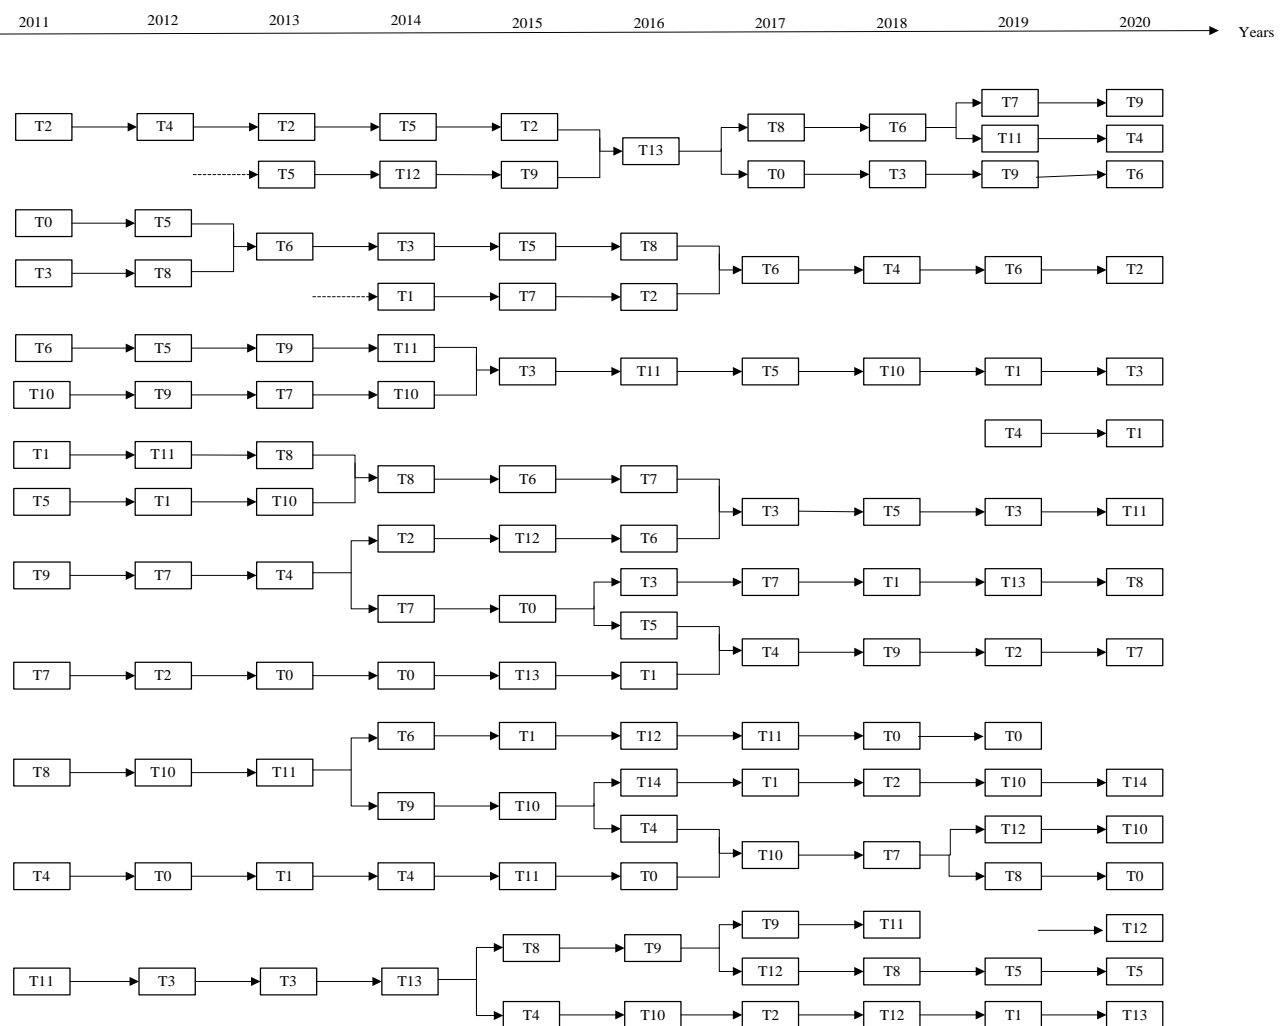 2011 2012 2013 2014 2015 2016 2017 2018 2019 2020
Years
T7 T9
T2 T4 T2 T5 T2 T8 T6
T11 T4
T13
T5 T12 T9 T0 T3 T9 T6
T0 T5
T6 T3 T5 T8
T3 T8 T6 T4 T6 T2
T1 T7 T2
T6 T5 T9 T11
T3 T11 T5 T10 T1 T3
T10 T9 T7 T10
T4 T1
T1 T11 T8
T8 T6 T7
T5 T1 T10
T3 T5 T3 T11
T2 T12 T6
T9 T7 T4 T3 T7 T1 T13 T8
T7 T0
T5
T4 T9 T2 T7
T7 T2 T0 T0 T13 T1
T6 T1 T12 T11 T0 T0
T8 T10 T11
T14 T1 T2 T10 T14
T9 T10
T4 T12 T10
T10 T7
T4 T0 T1 T4 T11 T0 T8 T0
T9 T11 T12
T8 T9
T12 T8 T5 T5
T11 T3 T3 T13
T4 T10 T2 T12 T1 T13